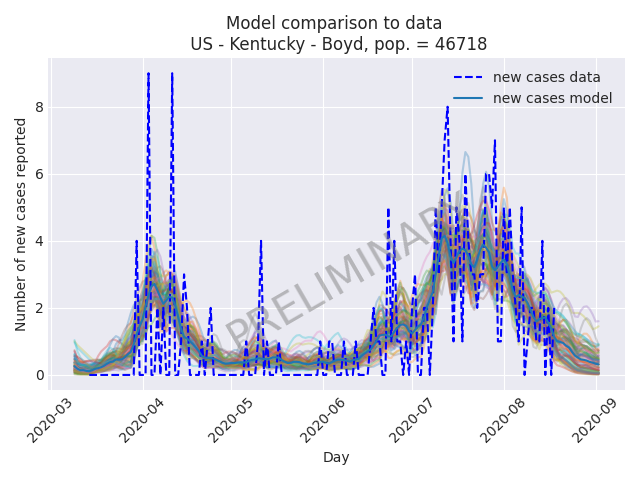 Model comparison to data
US - Kentucky - Boyd, pop. = 46718
new cases data
new cases model
Number of new cases reported
8
6
4
2
0
PRELIMINARY
2020-03
2020-04
2020-05
2020-06
2020-07
2020-08
2020-09
Day